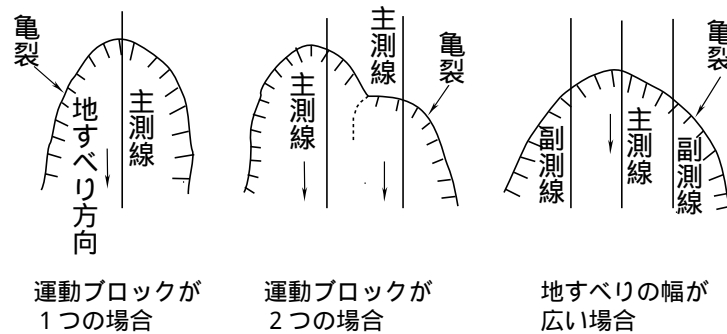 亀裂
地すべり方向
主測線
運動ブロックが
1つの場合
主測線
主測線
亀裂
運動ブロックが
2つの場合
副測線
主測線
副測線
亀裂
地すべりの幅が
広い場合